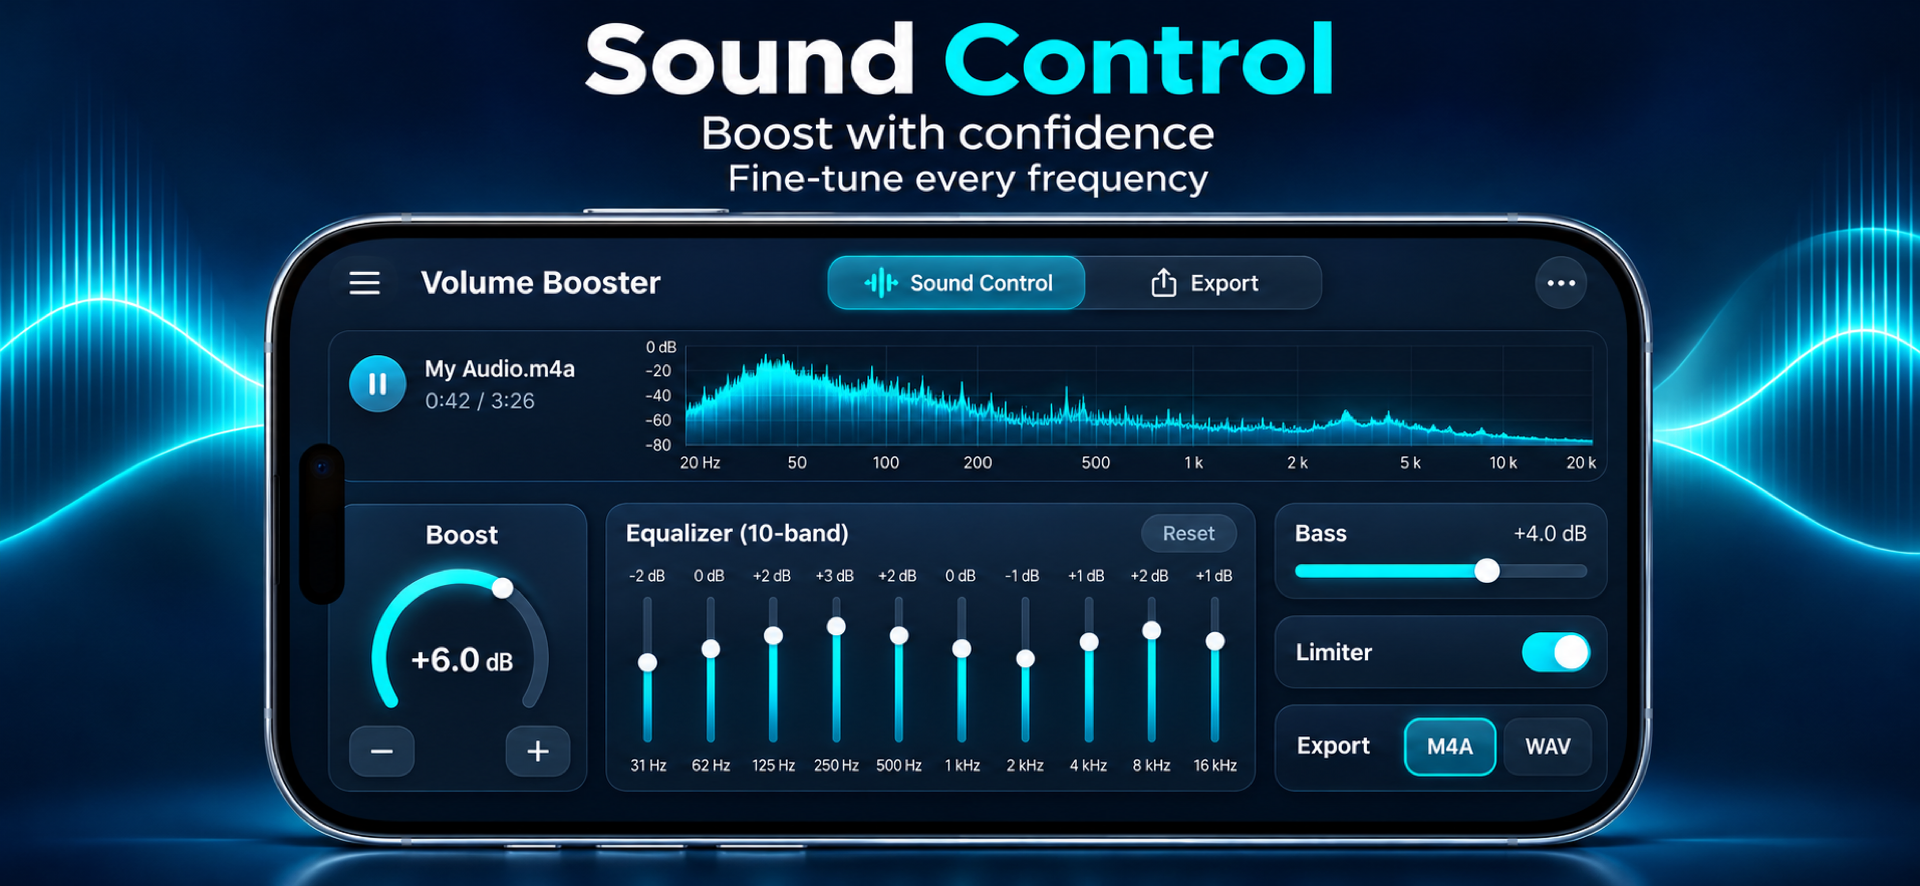 Sound Control
Boost with confidence
Fine-tune every frequency
Volume Booster
Sound Control
Export
My Audio.m4a
0:42 / 3:26
0 dB
-20
-40
-60
-80
20 Hz 50 100 200 500 1 k 2 k 5 k 10 k 20 k
Boost
+6.0 dB
Equalizer (10-band)
Reset
-2 dB 0 dB +2 dB +3 dB +2 dB 0 dB -1 dB +1 dB +2 dB +1 dB
31 Hz 62 Hz 125 Hz 250 Hz 500 Hz 1 kHz 2 kHz 4 kHz 8 kHz 16 kHz
Bass +4.0 dB
Limiter
Export M4A WAV